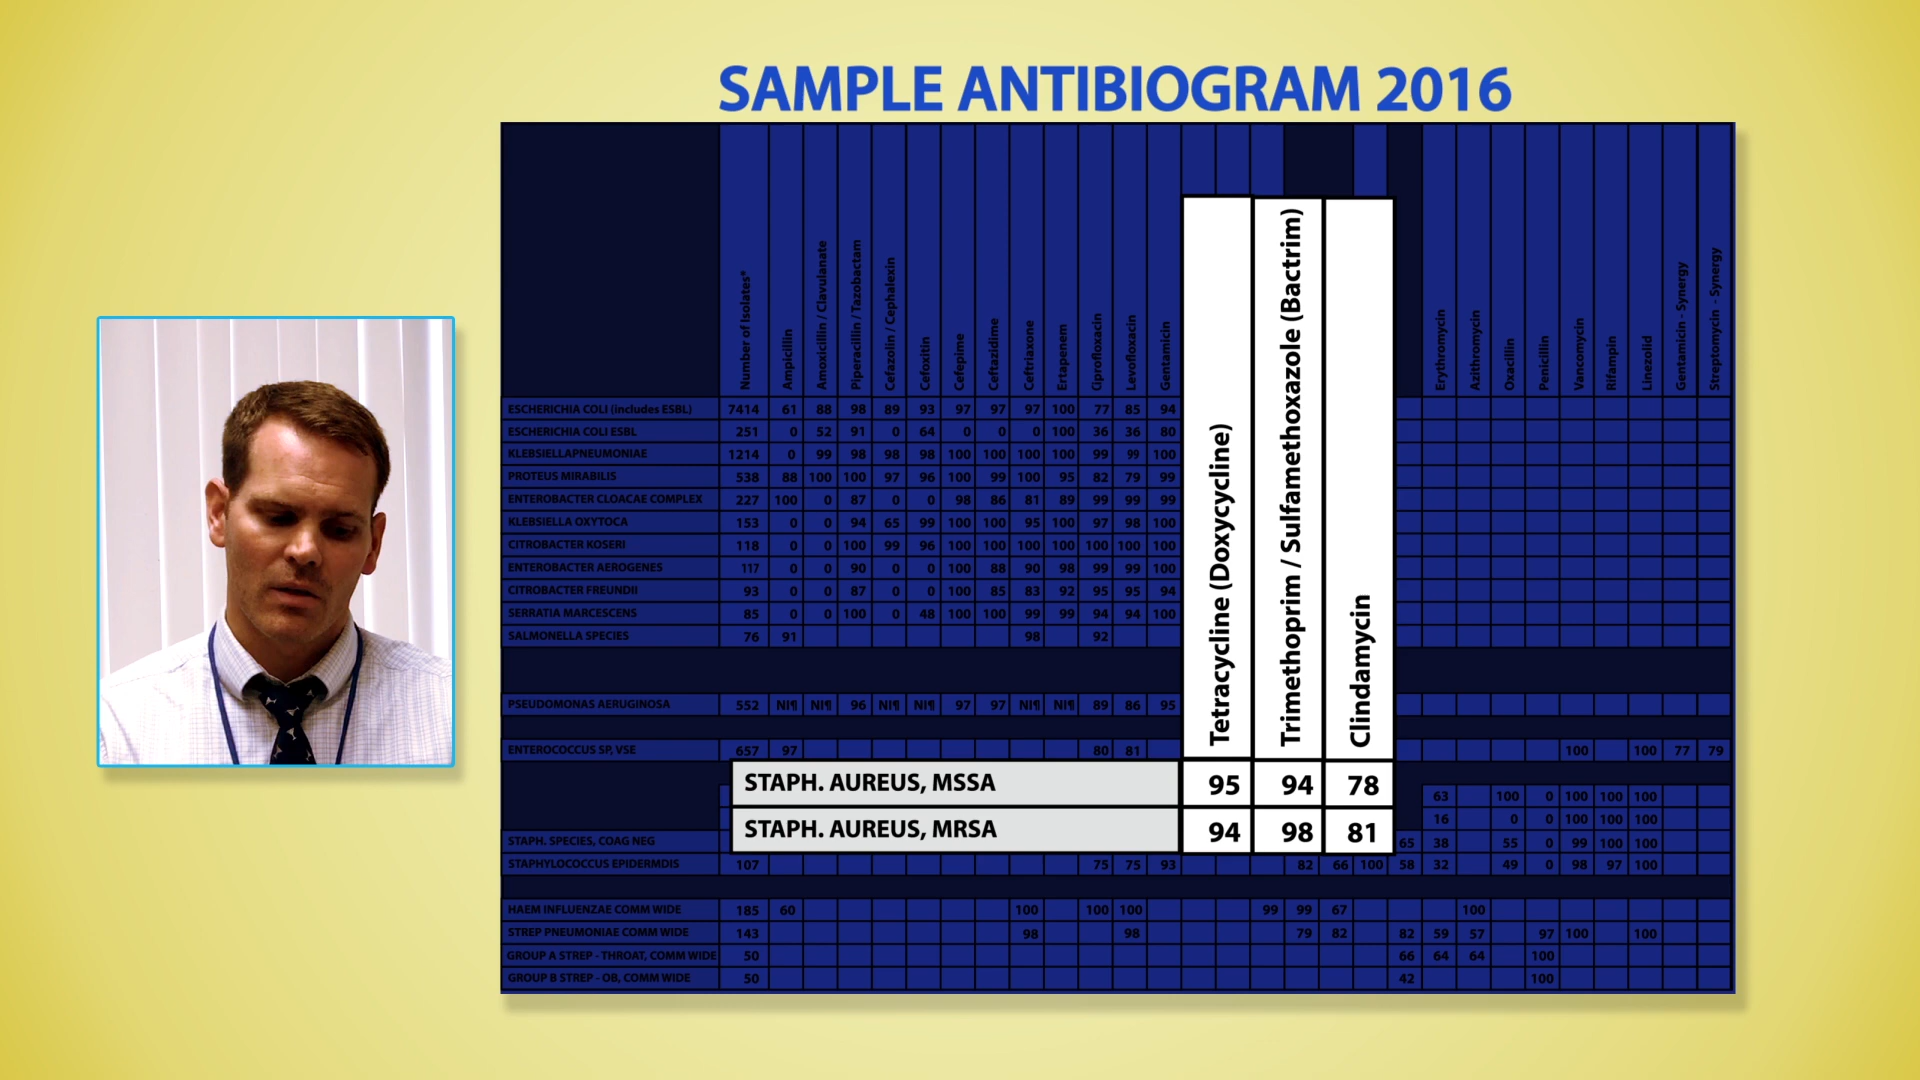 SAMPLE ANTIBIOGRAM 2016
Number of Isolates* Ampicillin Amoxicillin / Clavulanate Piperacillin / Tazobactam Cefazolin / Cephalexin Cefoxitin Cefepime Ceftazidime Ceftriaxone Ertapenem Ciprofloxacin Levofloxacin Gentamicin Tetracycline (Doxycycline) Trimethoprim / Sulfamethoxazole (Bactrim) Clindamycin Erythromycin Azithromycin Oxacillin Penicillin Vancomycin Rifampin Linezolid Gentamicin - Synergy Streptomycin - Synergy
ESCHERICHIA COLI (includes ESBL) 7414 61 88 98 89 93 97 97 97 100 77 85 94
ESCHERICHIA COLI ESBL 251 0 52 91 0 64 0 0 0 100 36 36 80
KLEBSIELLAPNEUMONIAE 1214 0 99 98 98 98 100 100 100 100 99 99 100
PROTEUS MIRABILIS 538 88 100 100 97 96 100 99 100 95 82 79 99
ENTEROBACTER CLOACAE COMPLEX 227 100 0 87 0 0 98 86 81 89 99 99 99
KLEBSIELLA OXYTOCA 153 0 0 94 65 99 100 100 95 100 97 98 100
CITROBACTER KOSERI 118 0 0 100 99 96 100 100 100 100 100 100 100
ENTEROBACTER AEROGENES 117 0 0 90 0 0 100 88 90 98 99 99 100
CITROBACTER FREUNDII 93 0 0 87 0 0 100 85 83 92 95 95 94
SERRATIA MARCESCENS 85 0 0 100 0 48 100 100 99 99 94 94 100
SALMONELLA SPECIES 76 91 98 92
PSEUDOMONAS AERUGINOSA 552 NI¶ NI¶ 96 NI¶ NI¶ 97 97 NI¶ NI¶ 89 86 95
ENTEROCOCCUS SP, VSE 657 97 80 81 100 100 77 79
STAPH. AUREUS, MSSA 95 94 78 63 100 0 100 100 100
STAPH. AUREUS, MRSA 94 98 81 16 0 0 100 100 100
STAPH. SPECIES, COAG NEG 65 38 55 0 99 100 100
STAPHYLOCOCCUS EPIDERMDIS 107 75 75 93 82 66 100 58 32 49 0 98 97 100
HAEM INFLUENZAE COMM WIDE 185 60 100 100 100 99 99 67 100
STREP PNEUMONIAE COMM WIDE 143 98 98 79 82 82 59 57 97 100 100
GROUP A STREP - THROAT, COMM WIDE 50 66 64 64 100
GROUP B STREP - OB, COMM WIDE 50 42 100